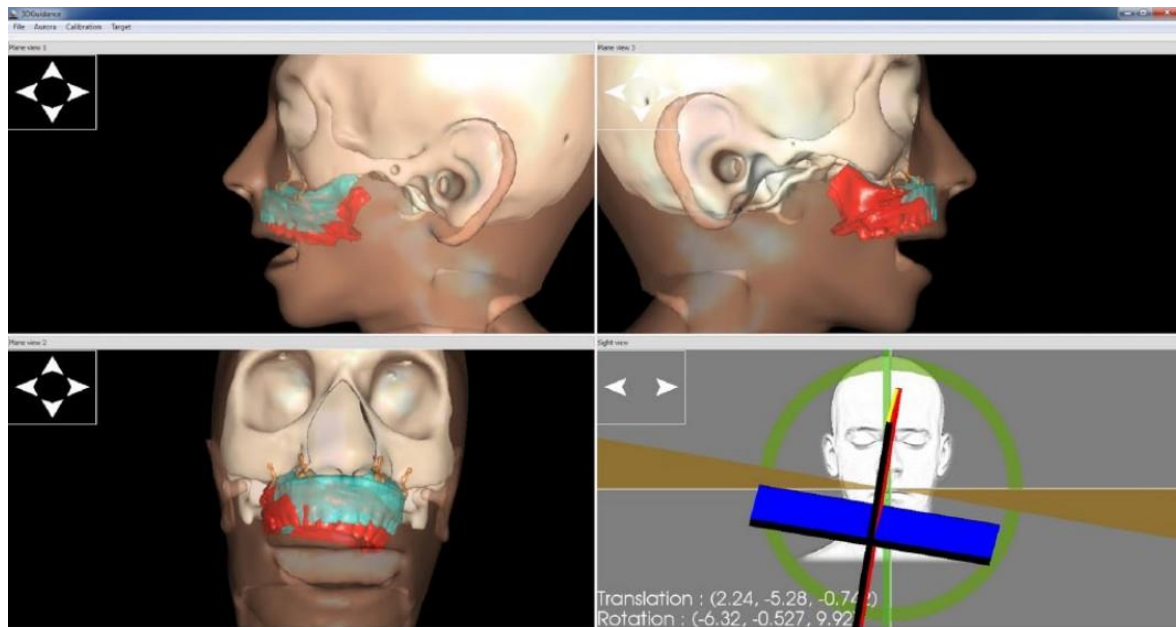 3DGuidance
File Aurora Calibration Target
Plane view 1
Plane view 3
Plane view 2
Sight view
Translation : (2.24, -5.28, -0.742)
Rotation : (-6.32, -0.527, 9.92)